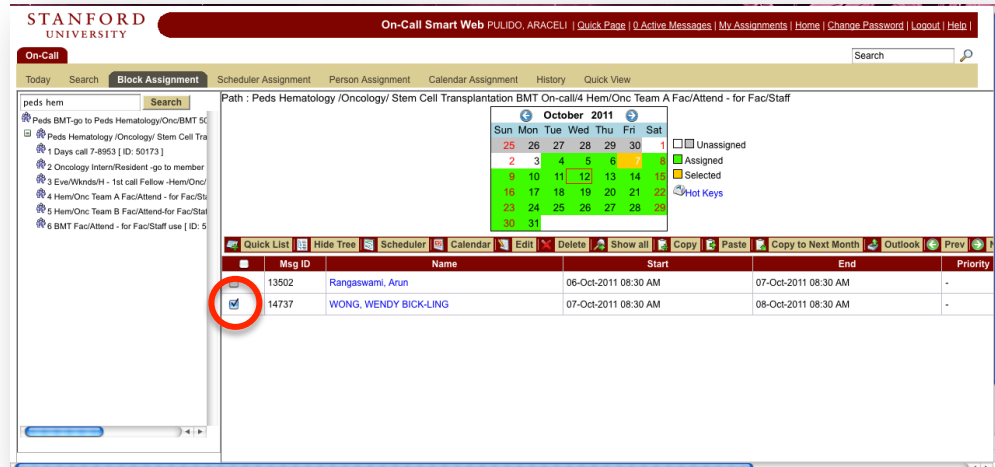 STANFORD
UNIVERSITY
On-Call Smart Web PULIDO, ARACELI | Quick Page | 0 Active Messages | My Assignments | Home | Change Password | Logout | Help |
On-Call
Search
Today Search Block Assignment Scheduler Assignment Person Assignment Calendar Assignment History Quick View
peds hem Search
Path : Peds Hematology /Oncology/ Stem Cell Transplantation BMT On-call/4 Hem/Onc Team A Fac/Attend - for Fac/Staff
Peds BMT-go to Peds Hematology/Onc/BMT 50
Peds Hematology /Oncology/ Stem Cell Tra
1 Days call 7-8953 [ ID: 50173 ]
2 Oncology Intern/Resident -go to member
3 Eve/Wknds/H - 1st call Fellow -Hem/Onc/
4 Hem/Onc Team A Fac/Attend - for Fac/Sta
5 Hem/Onc Team B Fac/Attend-for Fac/Staf
6 BMT Fac/Attend - for Fac/Staff use [ ID: 5
October 2011
Sun Mon Tue Wed Thu Fri Sat
25 26 27 28 29 30 1
2 3 4 5 6 7 8
9 10 11 12 13 14 15
16 17 18 19 20 21 22
23 24 25 26 27 28 29
30 31
Unassigned
Assigned
Selected
Hot Keys
Quick List Hide Tree Scheduler Calendar Edit Delete Show all Copy Paste Copy to Next Month Outlook Prev N
Msg ID Name Start End Priority
13502 Rangaswami, Arun 06-Oct-2011 08:30 AM 07-Oct-2011 08:30 AM -
14737 WONG, WENDY BICK-LING 07-Oct-2011 08:30 AM 08-Oct-2011 08:30 AM -